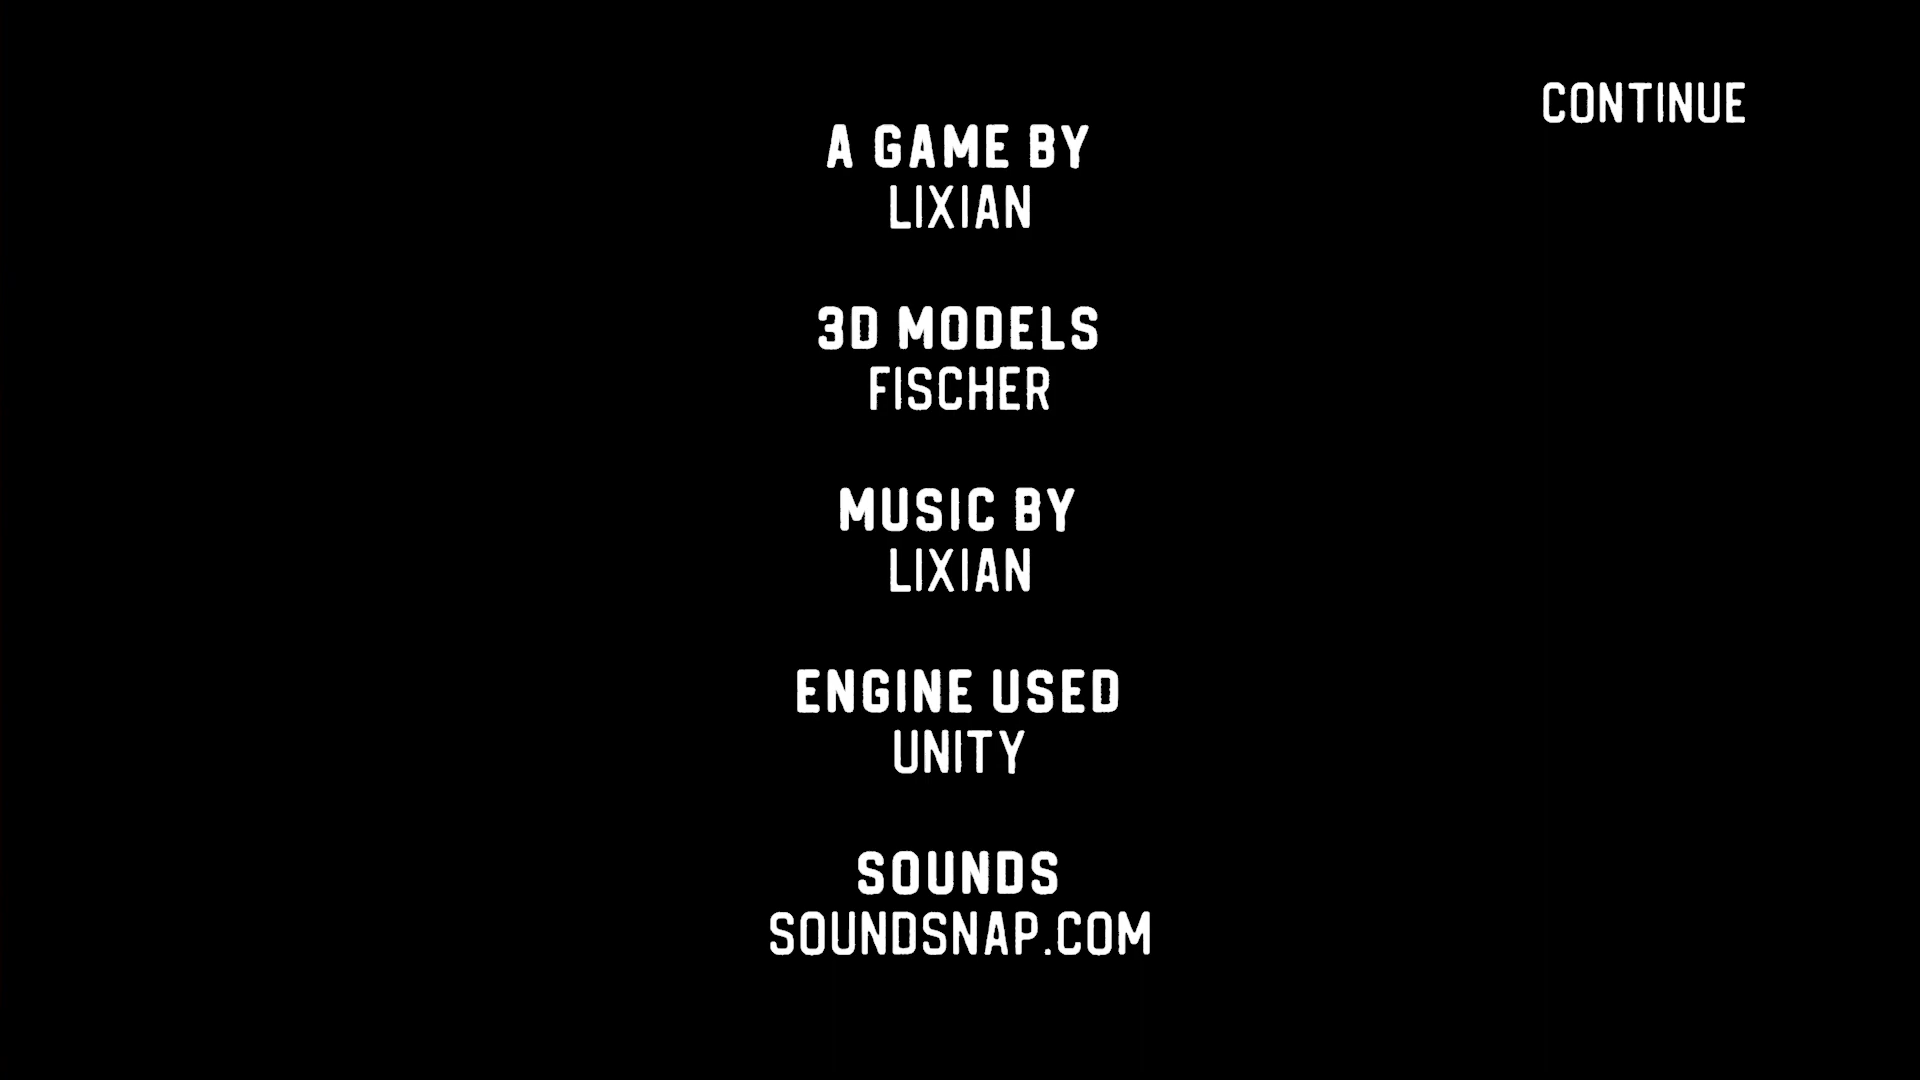 CONTINUE
A GAME BY
LIXIAN
3D MODELS
FISCHER
MUSIC BY
LIXIAN
ENGINE USED
UNITY
SOUNDS
SOUNDSNAP.COM